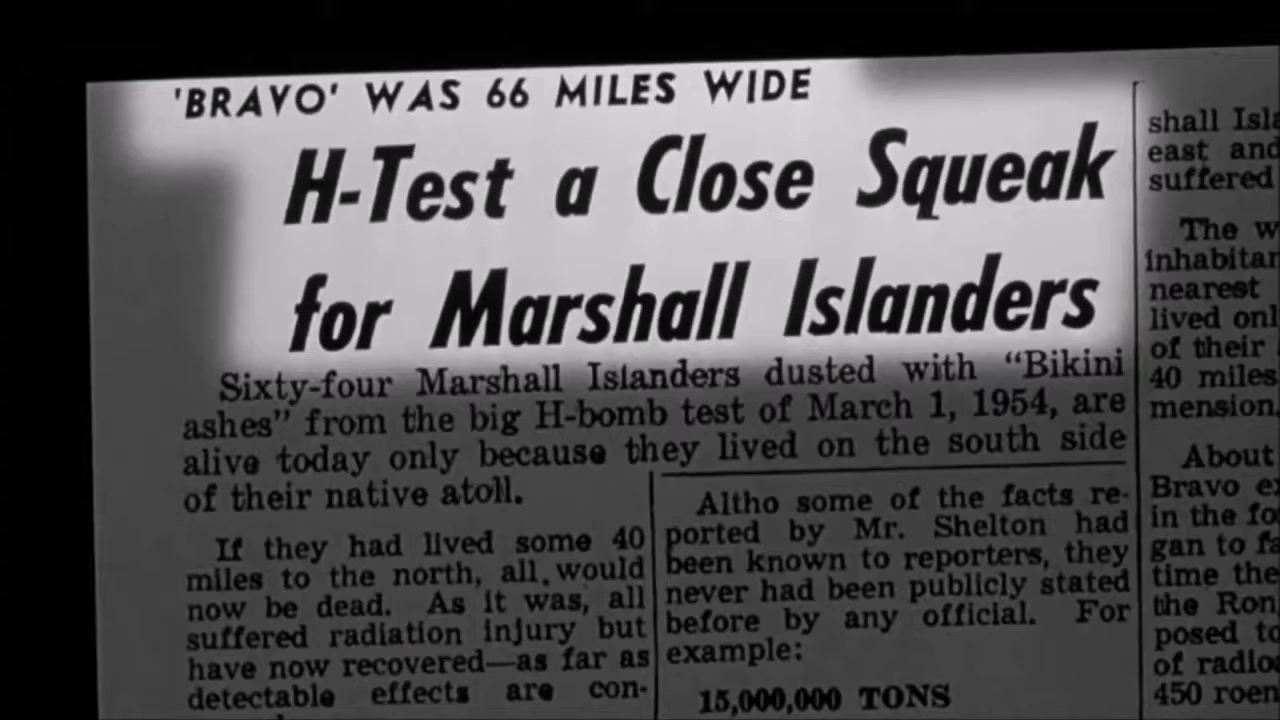 'BRAVO' WAS 66 MILES WIDE
H-Test a Close Squeak
for Marshall Islanders
Sixty-four Marshall Islanders dusted with “Bikini
ashes” from the big H-bomb test of March 1, 1954, are
alive today only because they lived on the south side
of their native atoll.
If they had lived some 40
miles to the north, all would
now be dead. As it was, all
suffered radiation injury but
have now recovered—as far as
detectable effects are con-
Altho some of the facts re-
ported by Mr. Shelton had
been known to reporters, they
never had been publicly stated
before by any official. For
example:
15,000,000 TONS
shall Isla
east and
suffered
The w
inhabitan
nearest
lived onl
of their
40 miles
mension
About
Bravo ex
in the fo
gan to fa
time the
the Ron
posed to
of radio
450 roen